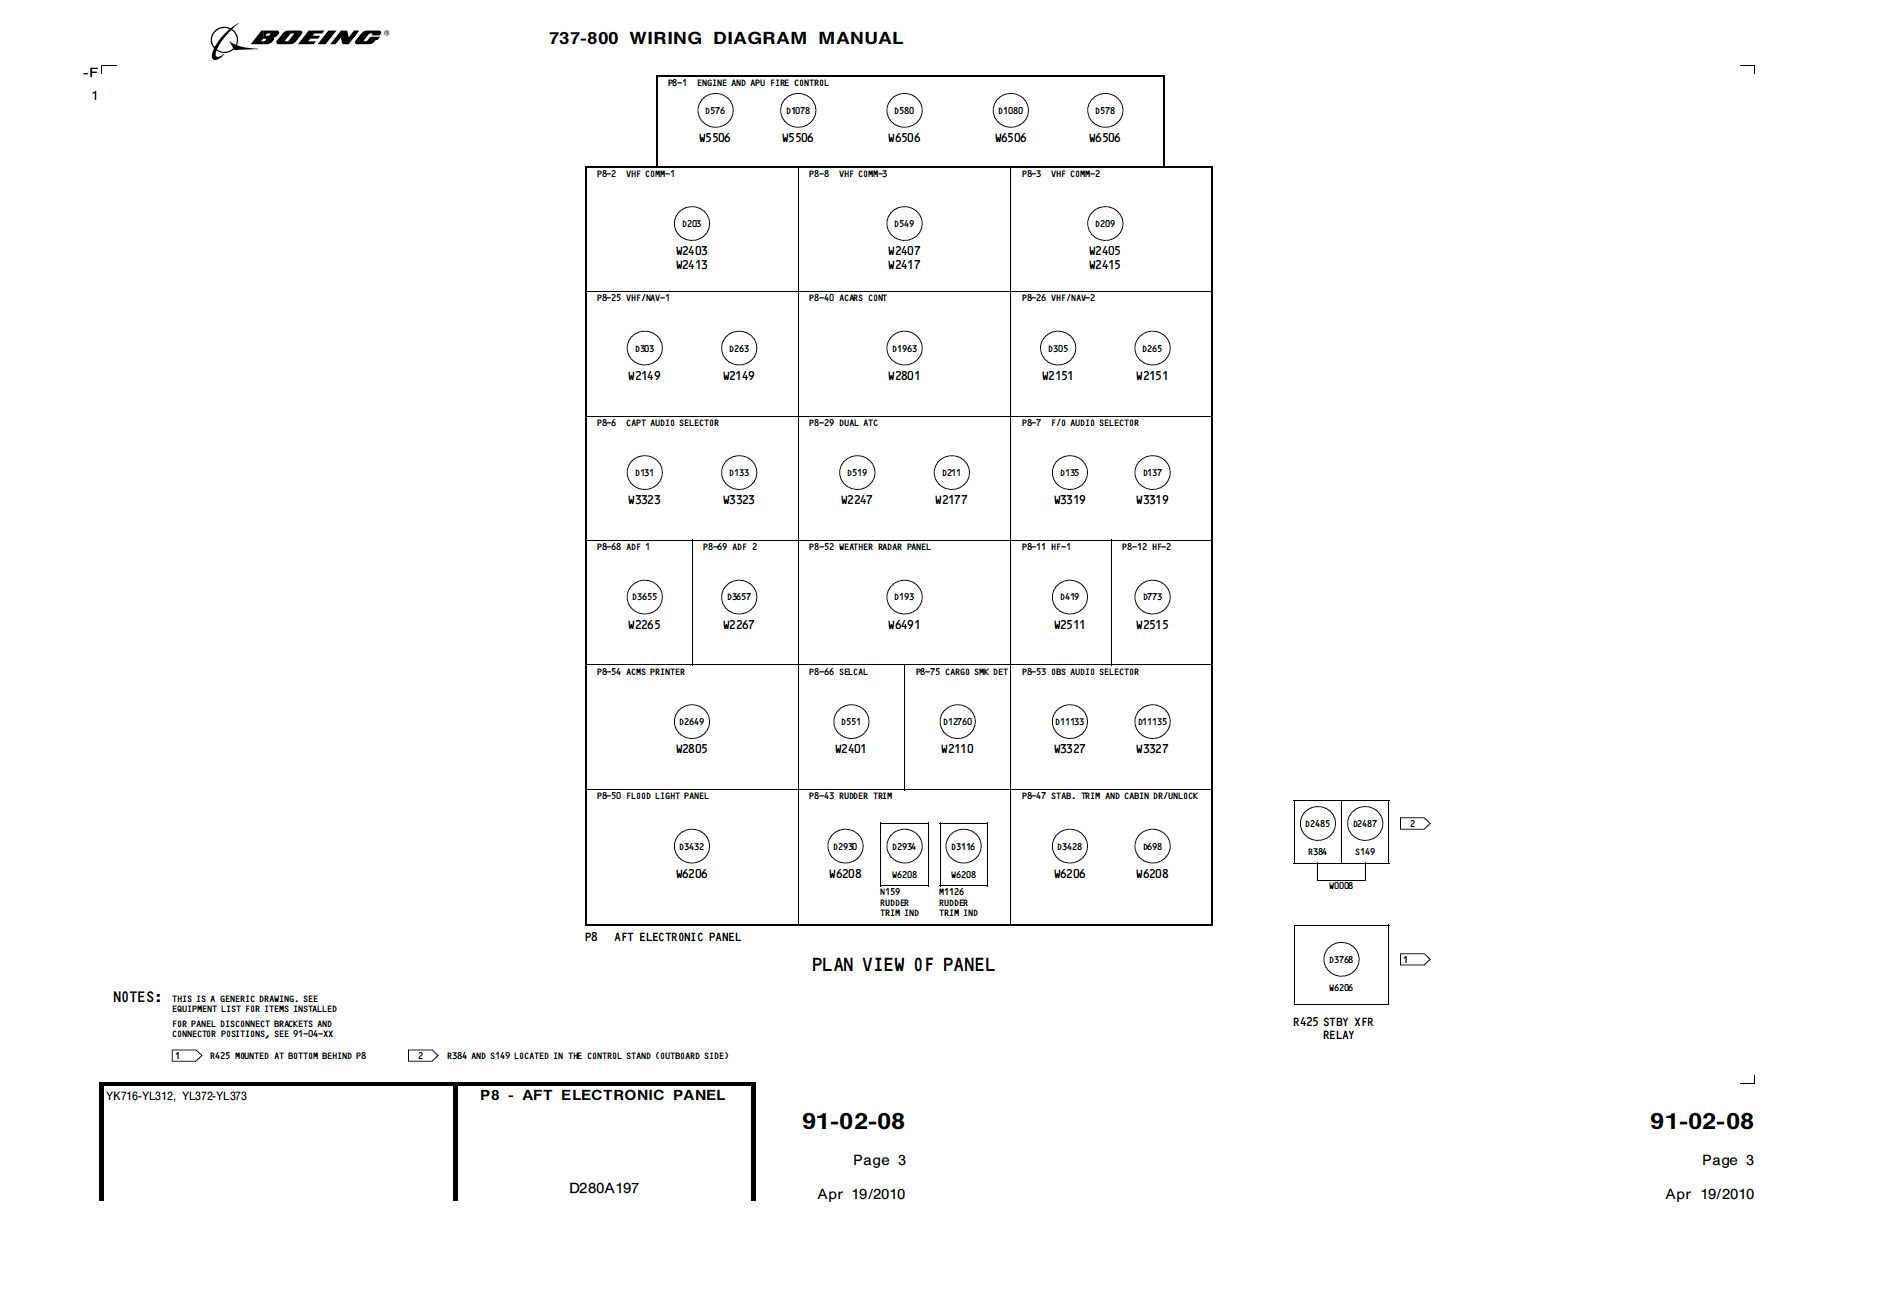 BOEING®
737-800 WIRING DIAGRAM MANUAL
-F
1
P8-1 ENGINE AND APU FIRE CONTROL
D576 D1078 D580 D1080 D578
W5506 W5506 W6506 W6506 W6506
P8-2 VHF COMM-1 P8-8 VHF COMM-3 P8-3 VHF COMM-2
D203 D549 D209
W2403 W2407 W2405
W2413 W2417 W2415
P8-25 VHF/NAV-1 P8-40 ACARS CONT P8-26 VHF/NAV-2
D303 D263 D1963 D305 D265
W2149 W2149 W2801 W2151 W2151
P8-6 CAPT AUDIO SELECTOR P8-29 DUAL ATC P8-7 F/O AUDIO SELECTOR
D131 D133 D519 D211 D135 D137
W3323 W3323 W2247 W2177 W3319 W3319
P8-68 ADF 1 P8-69 ADF 2 P8-52 WEATHER RADAR PANEL P8-11 HF-1 P8-12 HF-2
D3655 D3657 D193 D419 D773
W2265 W2267 W6491 W2511 W2515
P8-54 ACMS PRINTER P8-66 SELCAL P8-75 CARGO SMK DET P8-53 OBS AUDIO SELECTOR
D2649 D551 D12760 D11133 D11135
W2805 W2401 W2110 W3327 W3327
P8-50 FLOOD LIGHT PANEL P8-43 RUDDER TRIM P8-47 STAB. TRIM AND CABIN DR/UNLOCK
D3432 D2930 D2934 D3116 D3428 D698
W6206 W6208 W6208 W6208 W6206 W6208
N159 M1126
RUDDER RUDDER
TRIM IND TRIM IND
P8 AFT ELECTRONIC PANEL
PLAN VIEW OF PANEL
D2485 D2487 2
R384 S149
W0008
D3768 1
W6206
R425 STBY XFR
RELAY
NOTES: THIS IS A GENERIC DRAWING. SEE
EQUIPMENT LIST FOR ITEMS INSTALLED
FOR PANEL DISCONNECT BRACKETS AND
CONNECTOR POSITIONS, SEE 91-04-XX
1 R425 MOUNTED AT BOTTOM BEHIND P8 2 R384 AND S149 LOCATED IN THE CONTROL STAND (OUTBOARD SIDE)
YK716-YL312, YL372-YL373
P8 - AFT ELECTRONIC PANEL
D280A197
91-02-08
Page 3
Apr 19/2010
91-02-08
Page 3
Apr 19/2010